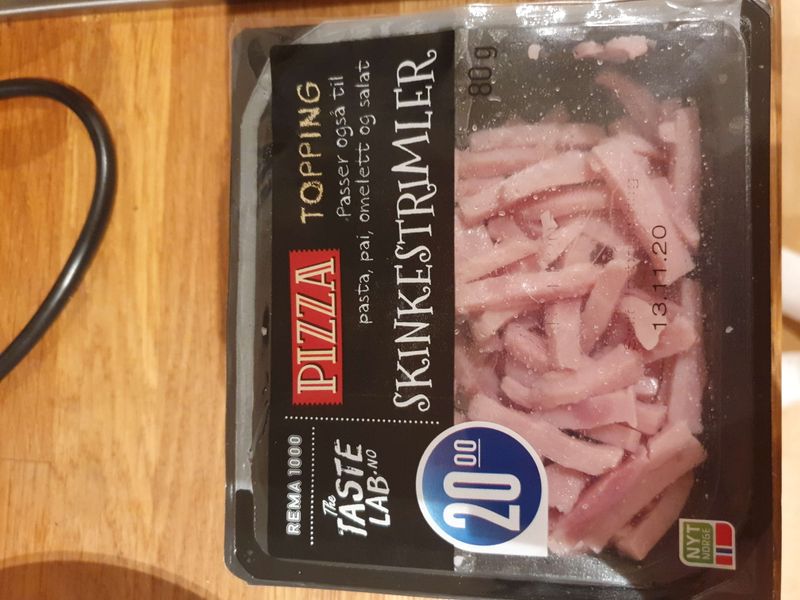 REMA 1000
The
TASTE
LAB.NO
PIZZA TOPPING
Passer også til
pasta, pai, omelett og salat
SKINKESTRIMLER
80g
20 00
13.11.20
NYT
NORGE